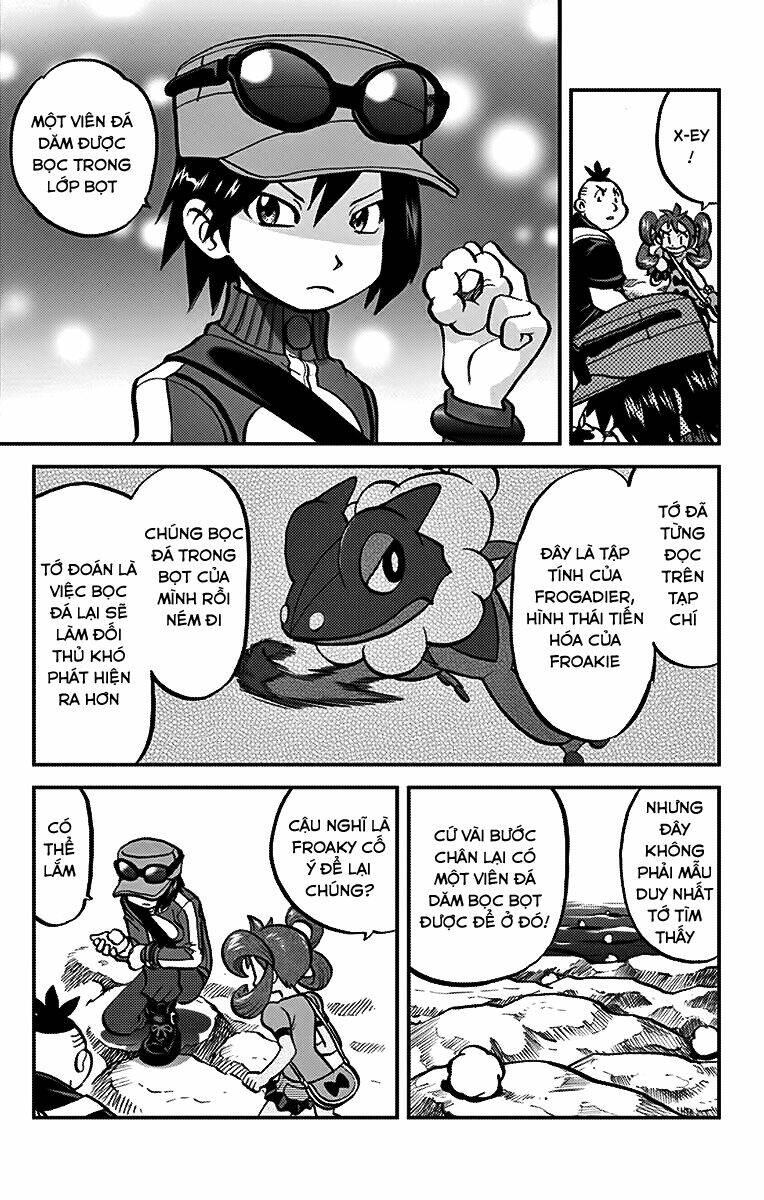 X-EY
!
MỘT VIÊN ĐÁ
DĂM ĐƯỢC
BỌC TRONG
LỚP BỌT
TỚ ĐÃ
TỪNG
ĐỌC
TRÊN
TẠP
CHÍ
ĐÂY LÀ TẬP
TÍNH CỦA
FROGADIER,
HÌNH THÁI TIẾN
HÓA CỦA
FROAKIE
CHÚNG BỌC
ĐÁ TRONG
BỌT CỦA
MÌNH RỒI
NÉM ĐI
TỚ ĐOÁN LÀ
VIỆC BỌC
ĐÁ LẠI SẼ
LÀM ĐỐI
THỦ KHÓ
PHÁT HIỆN
RA HƠN
NHƯNG
ĐÂY
KHÔNG
PHẢI MẪU
DUY NHẤT
TỚ TÌM
THẤY
CỨ VÀI BƯỚC
CHÂN LẠI CÓ
MỘT VIÊN ĐÁ
DĂM BỌC BỌT
ĐƯỢC ĐỂ Ở ĐÓ!
CẬU NGHĨ LÀ
FROAKY CỐ
Ý ĐỂ LẠI
CHÚNG?
CÓ
THỂ
LẮM